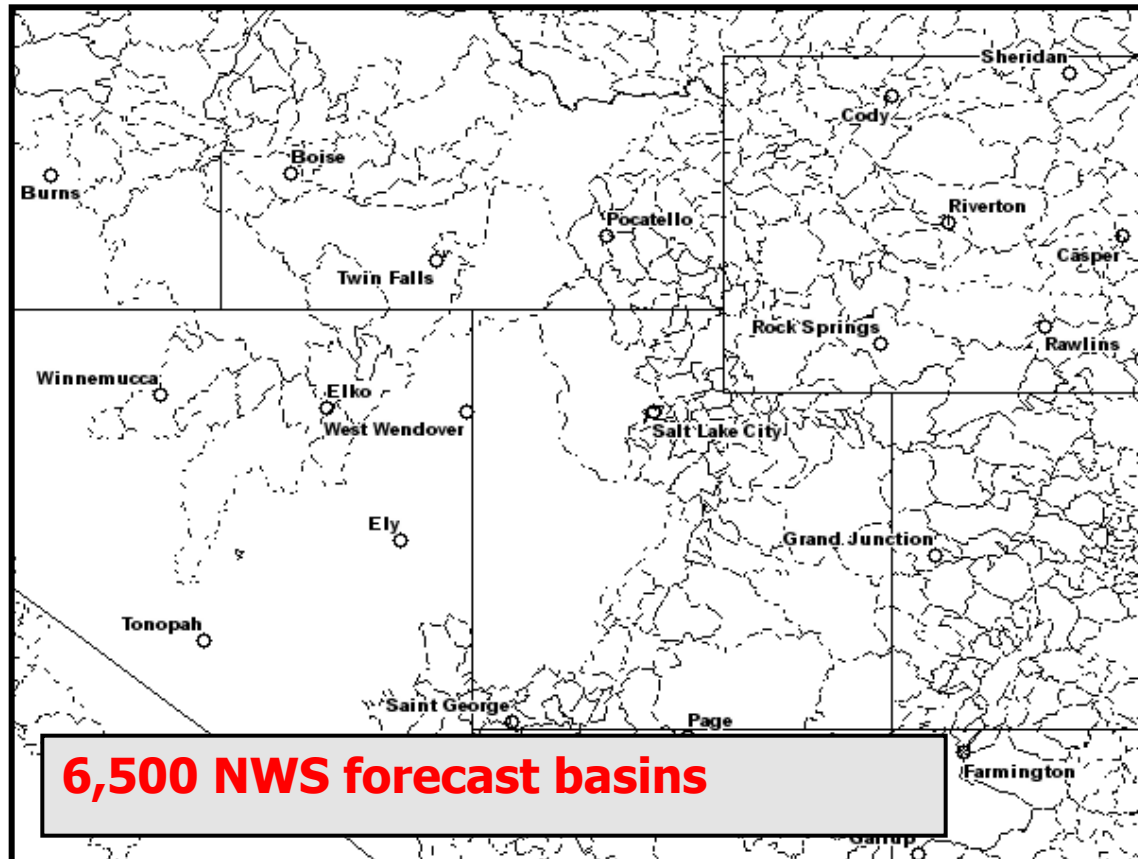 Sheridan
Cody
Boise
Burns
Riverton
Pocatello
Casper
Twin Falls
Rock Springs
Rawlins
Winnemucca
Elko
West Wendover
Salt Lake City
Ely
Grand Junction
Tonopah
Saint George
Page
6,500 NWS forecast basins
Farmington
Gallup